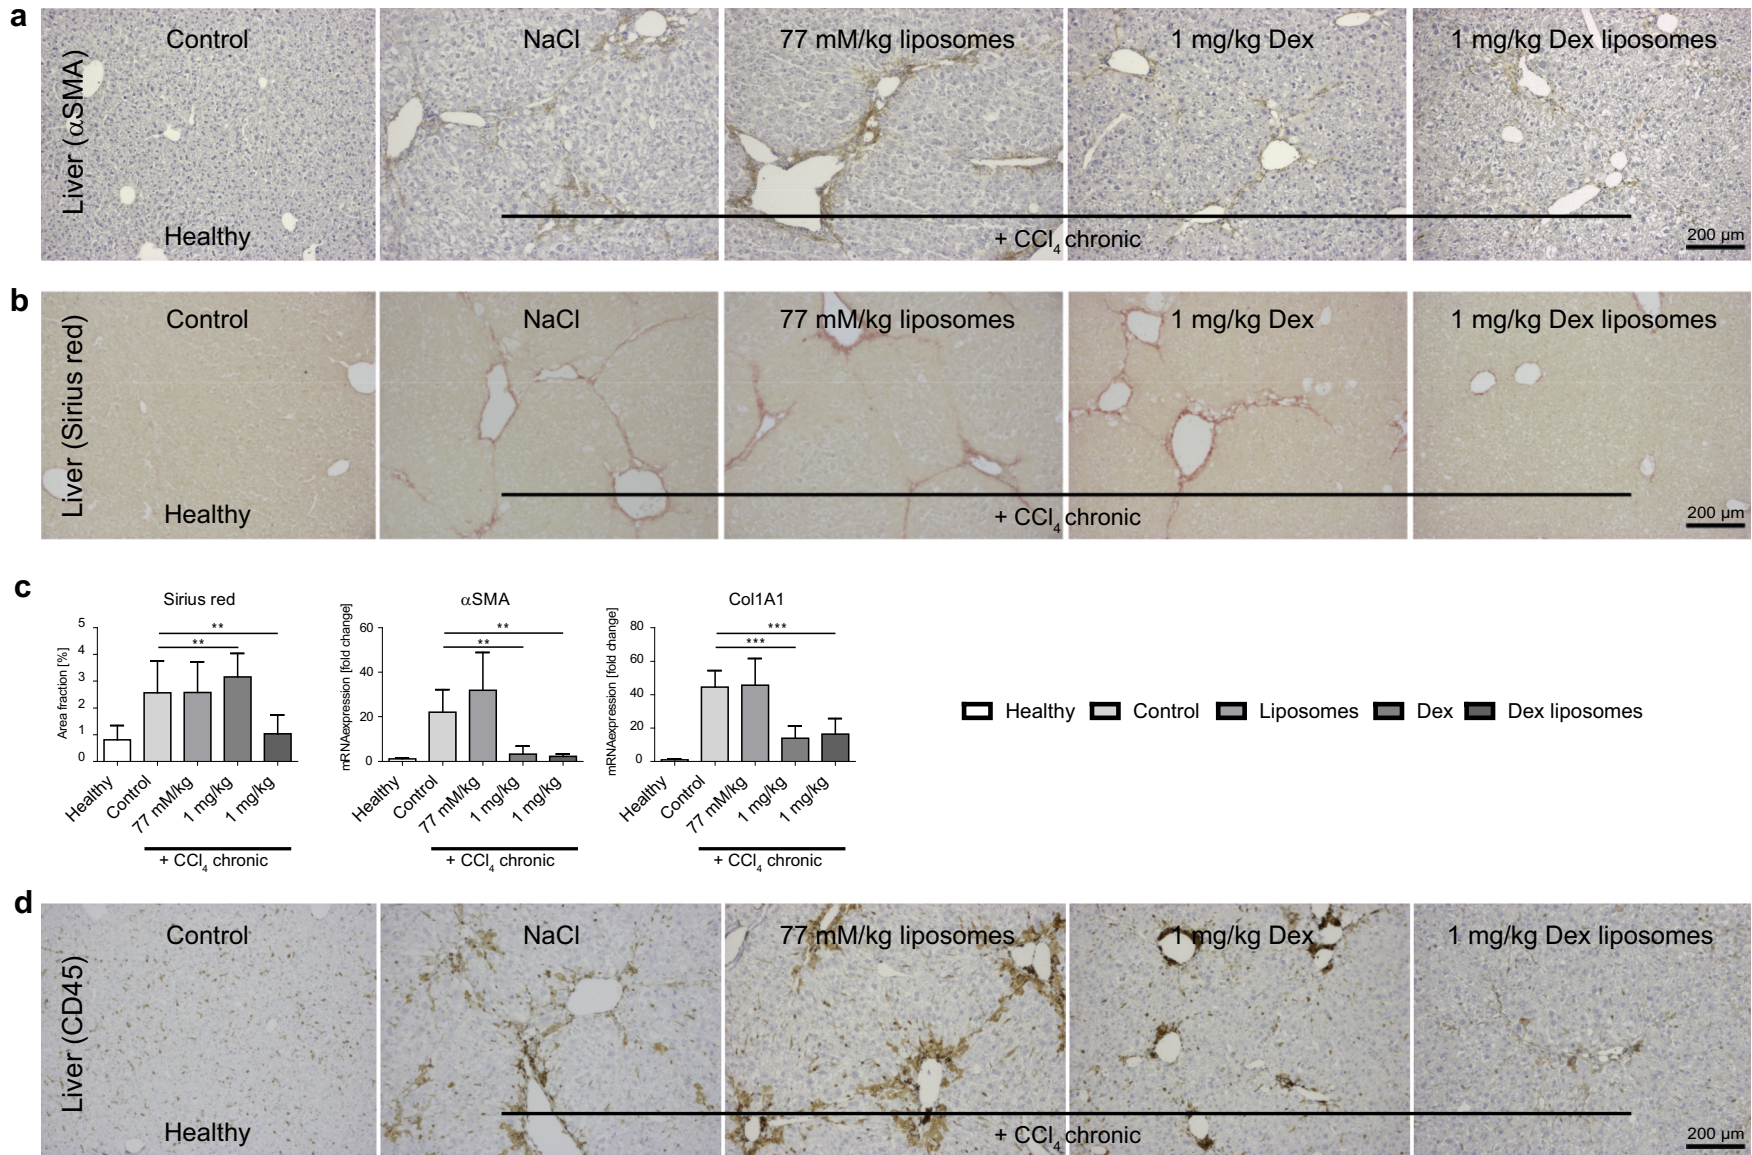 a
Control
NaCl
77 mM/kg liposomes
1 mg/kg Dex
1 mg/kg Dex liposomes
Liver (αSMA)
Healthy
+ CCl4 chronic
200 µm
b
Control
NaCl
77 mM/kg liposomes
1 mg/kg Dex
1 mg/kg Dex liposomes
Liver (Sirius red)
Healthy
+ CCl4 chronic
200 µm
c
Sirius red
Area fraction [%]
5
4
3
2
1
0
**
**
Healthy
Control
77 mM/kg
1 mg/kg
1 mg/kg
+ CCl4 chronic
αSMA
mRNAexpression [fold change]
60
40
20
0
**
**
Healthy
Control
77 mM/kg
1 mg/kg
1 mg/kg
+ CCl4 chronic
Col1A1
mRNAexpression [fold change]
80
60
40
20
0
***
***
Healthy
Control
77 mM/kg
1 mg/kg
1 mg/kg
+ CCl4 chronic
Healthy
Control
Liposomes
Dex
Dex liposomes
d
Control
NaCl
77 mM/kg liposomes
1 mg/kg Dex
1 mg/kg Dex liposomes
Liver (CD45)
Healthy
+ CCl4 chronic
200 µm